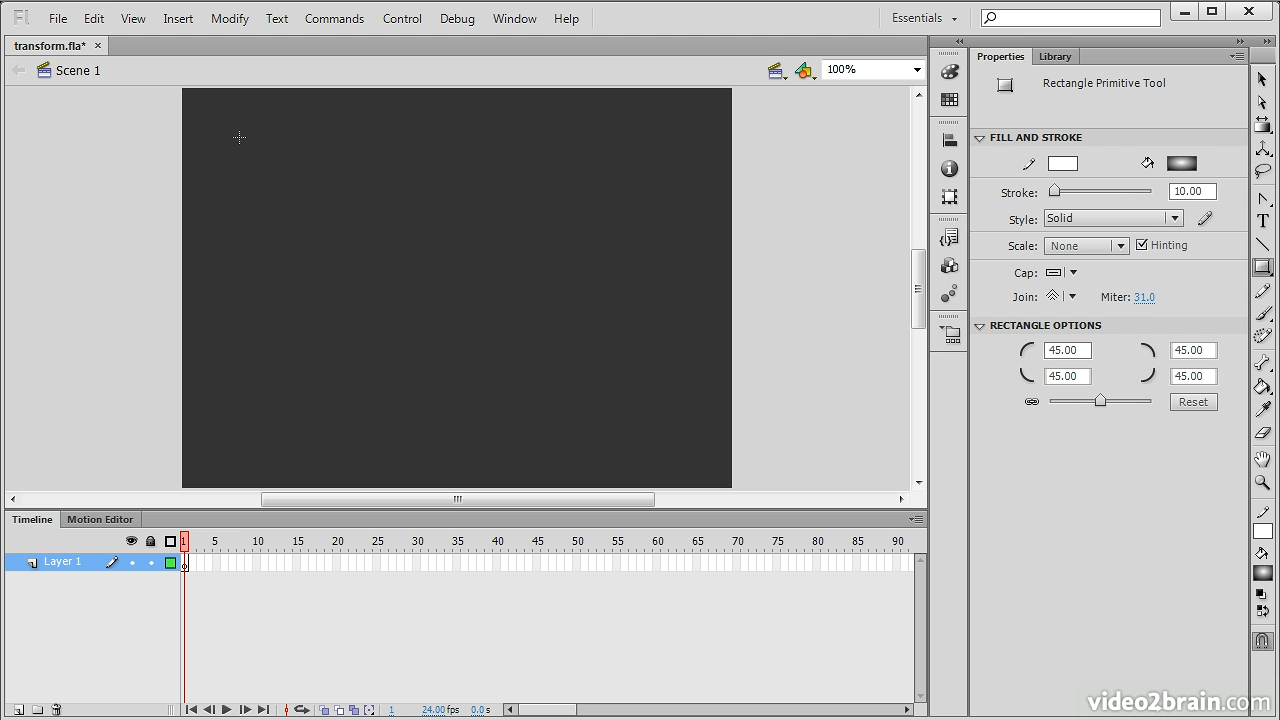 Fl File Edit View Insert Modify Text Commands Control Debug Window Help Essentials
transform.fla* ×
Scene 1 100%
Properties Library
Rectangle Primitive Tool
FILL AND STROKE
Stroke: 10.00
Style: Solid
Scale: None Hinting
Cap:
Join: Miter: 31.0
RECTANGLE OPTIONS
45.00 45.00
45.00 45.00
Reset
T
Timeline Motion Editor
1 5 10 15 20 25 30 35 40 45 50 55 60 65 70 75 80 85 90
Layer 1
1 24.00 fps 0.0 s
video2brain.com